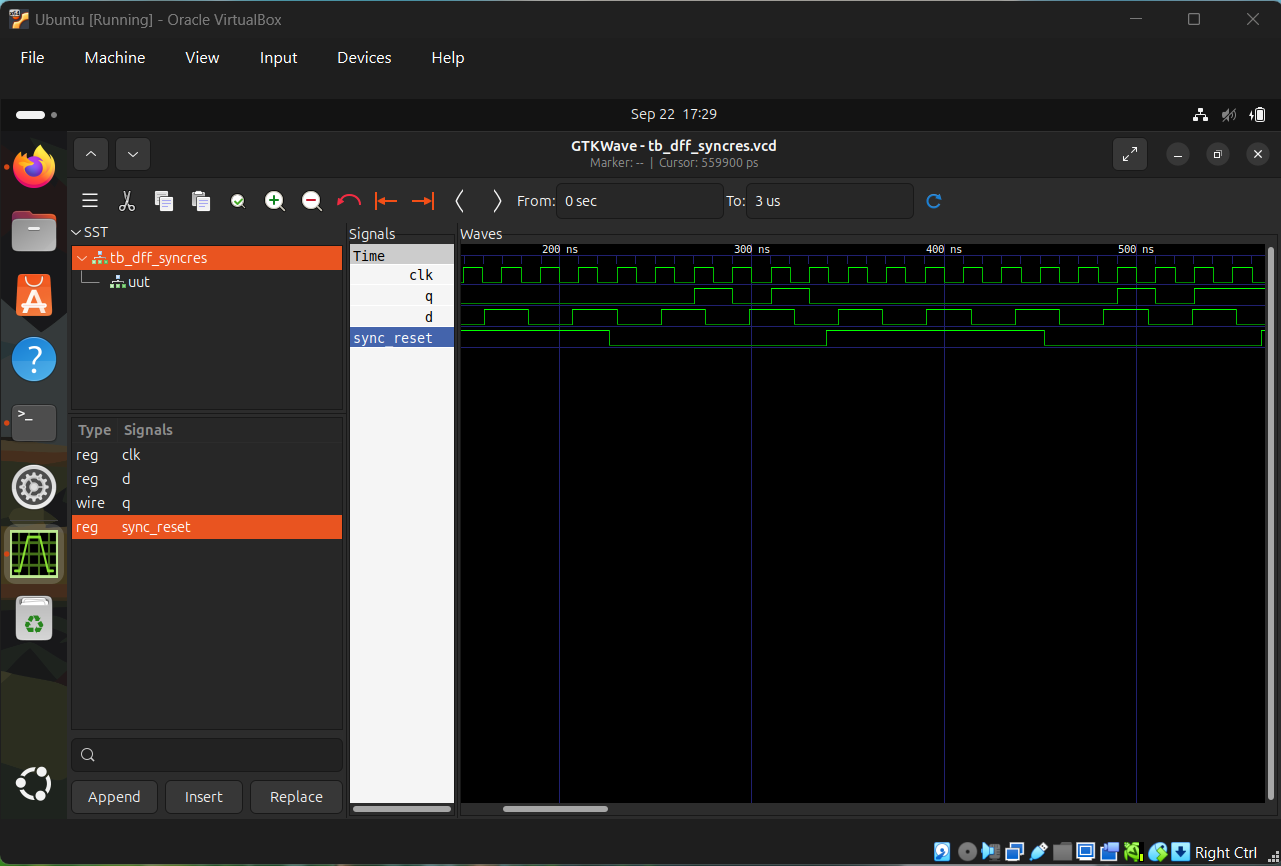 Ubuntu [Running] - Oracle VirtualBox
File Machine View Input Devices Help
Sep 22 17:29
GTKWave - tb_dff_syncres.vcd
Marker: -- | Cursor: 559900 ps
From: 0 sec To: 3 us
SST
tb_dff_syncres
uut
Type Signals
reg clk
reg d
wire q
reg sync_reset
Append Insert Replace
Signals
Time
clk
q
d
sync_reset
Waves
200 ns 300 ns 400 ns 500 ns
Right Ctrl